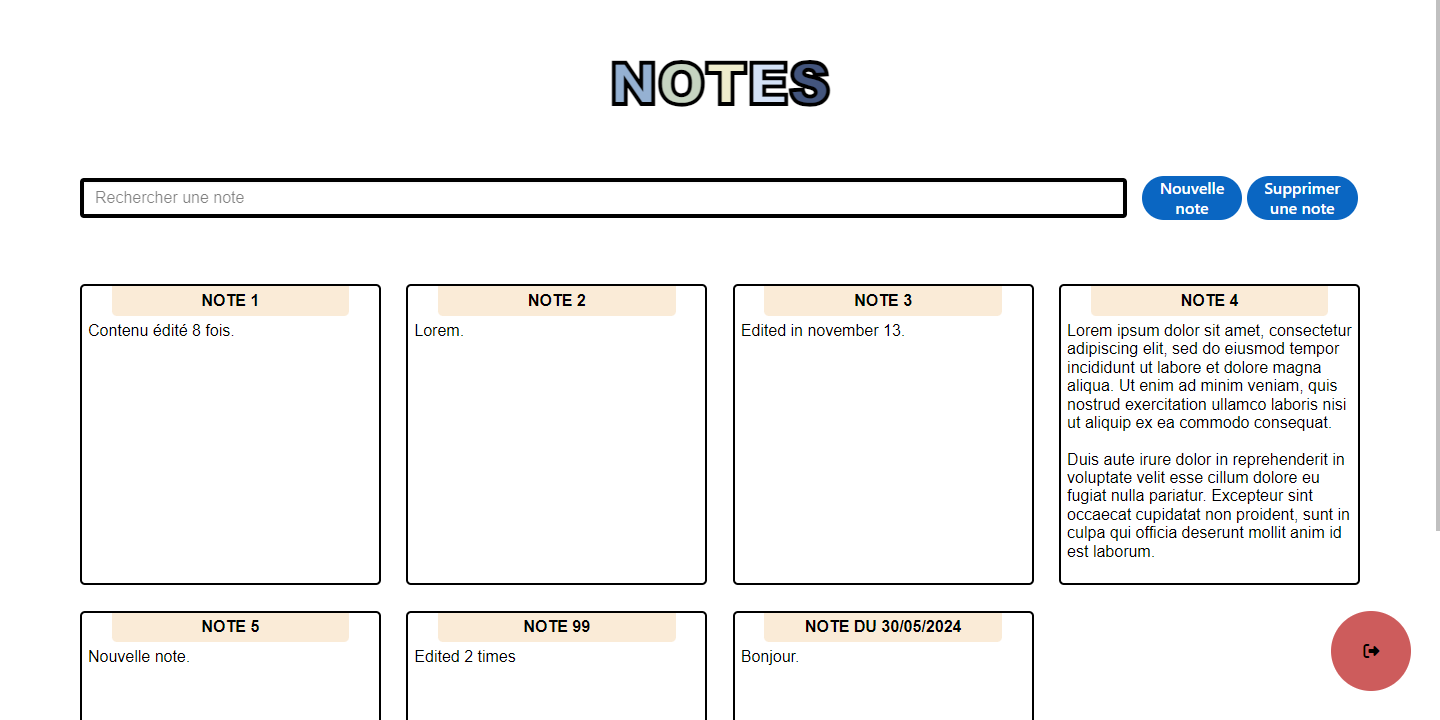 NOTES
Rechercher une note
Nouvelle
note
Supprimer
une note
NOTE 1
Contenu édité 8 fois.
NOTE 2
Lorem.
NOTE 3
Edited in november 13.
NOTE 4
Lorem ipsum dolor sit amet, consectetur
adipiscing elit, sed do eiusmod tempor
incididunt ut labore et dolore magna
aliqua. Ut enim ad minim veniam, quis
nostrud exercitation ullamco laboris nisi
ut aliquip ex ea commodo consequat.
Duis aute irure dolor in reprehenderit in
voluptate velit esse cillum dolore eu
fugiat nulla pariatur. Excepteur sint
occaecat cupidatat non proident, sunt in
culpa qui officia deserunt mollit anim id
est laborum.
NOTE 5
Nouvelle note.
NOTE 99
Edited 2 times
NOTE DU 30/05/2024
Bonjour.